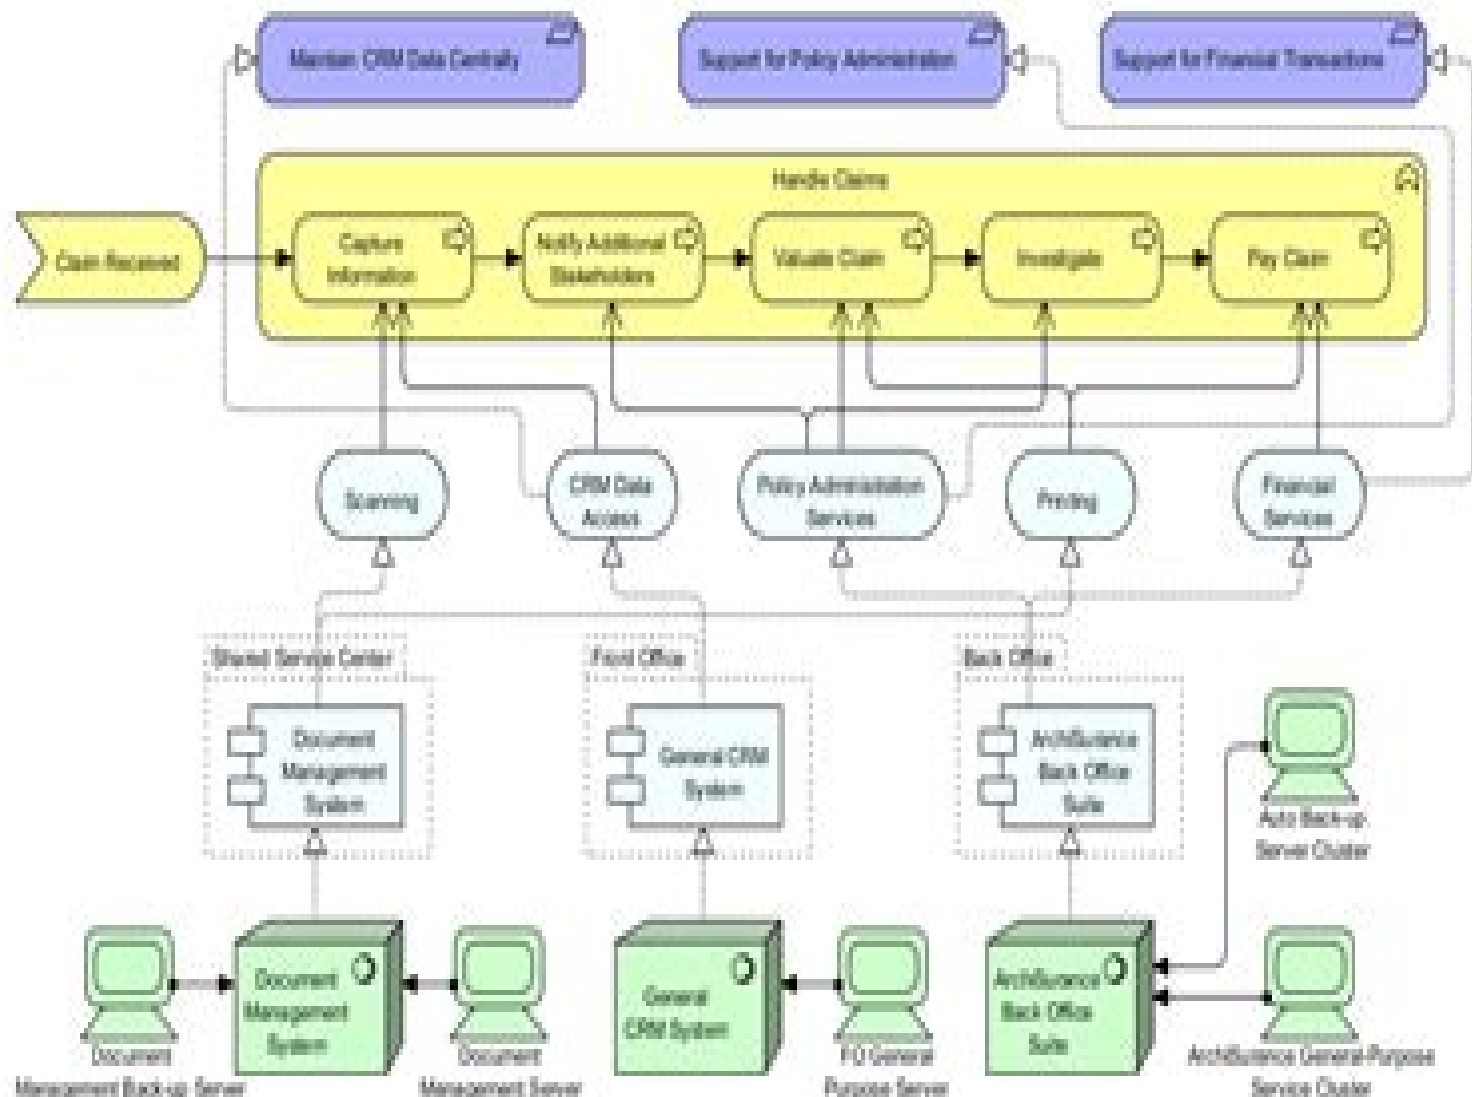 Maintain CRM Data Centrally
Support for Policy Administration
Support for Financial Transactions
Handle Claims
Claim Received
Capture
Information
Notify Additional
Stakeholders
Valuate Claim
Investigate
Pay Claim
Scanning
CRM Data
Access
Policy Administration
Services
Printing
Financial
Services
Shared Service Center
Front Office
Back Office
Document
Management
System
General CRM
System
ArchiSurance
Back Office
Suite
Auto Back-up
Server Cluster
Document
Management
System
General
CRM System
ArchiSurance
Back Office
Suite
Document
Management Back-up Server
Document
Management Server
FO General
Purpose Server
ArchiSurance General-Purpose
Service Cluster